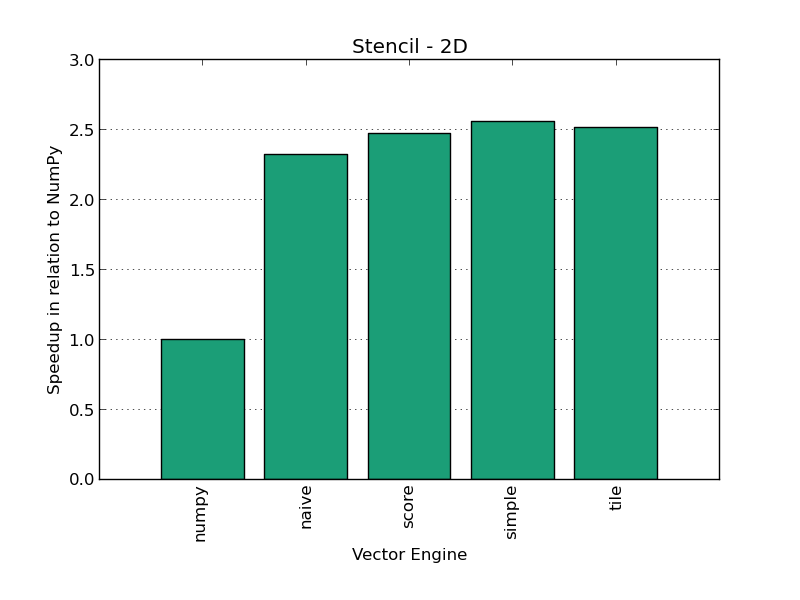 Stencil - 2D
Speedup in relation to NumPy
3.0
2.5
2.0
1.5
1.0
0.5
0.0
numpy
naive
score
simple
tile
Vector Engine